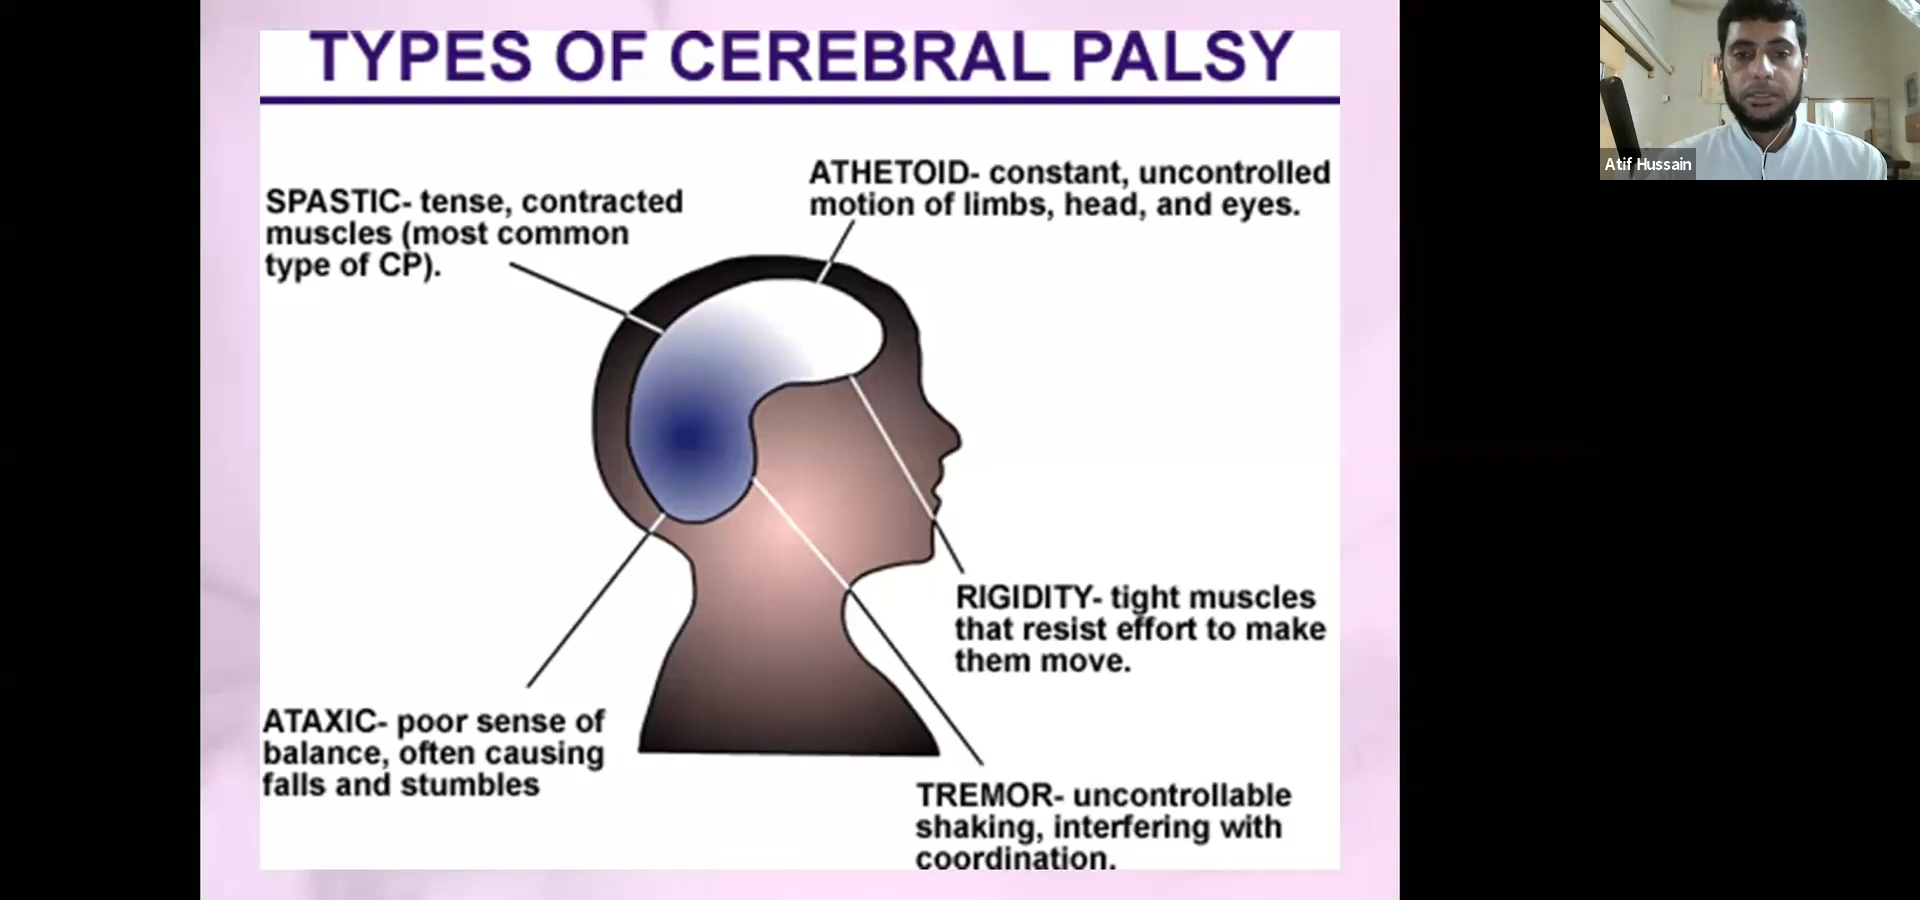 TYPES OF CEREBRAL PALSY
SPASTIC- tense, contracted
muscles (most common
type of CP).
ATHETOID- constant, uncontrolled
motion of limbs, head, and eyes.
RIGIDITY- tight muscles
that resist effort to make
them move.
ATAXIC- poor sense of
balance, often causing
falls and stumbles
TREMOR- uncontrollable
shaking, interfering with
coordination.
Atif Hussain